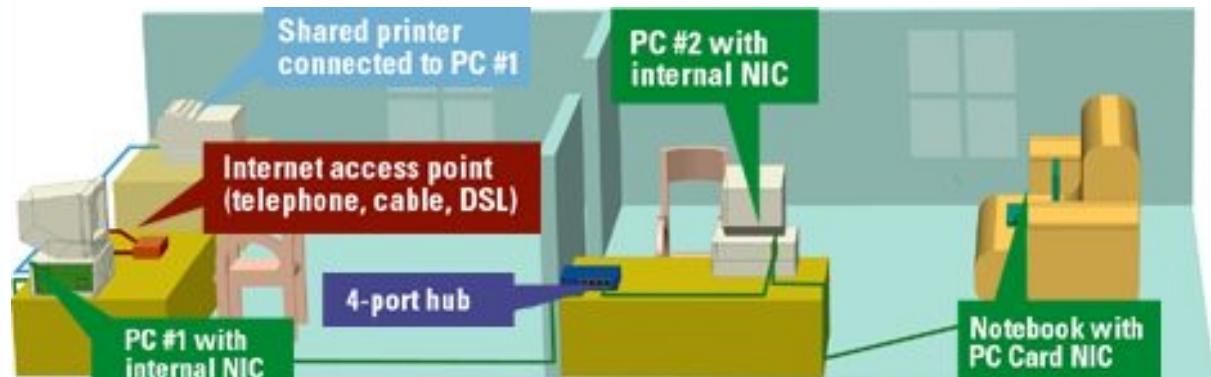 Shared printer
connected to PC #1
PC #2 with
internal NIC
Internet access point
(telephone, cable, DSL)
4-port hub
PC #1 with
internal NIC
Notebook with
PC Card NIC